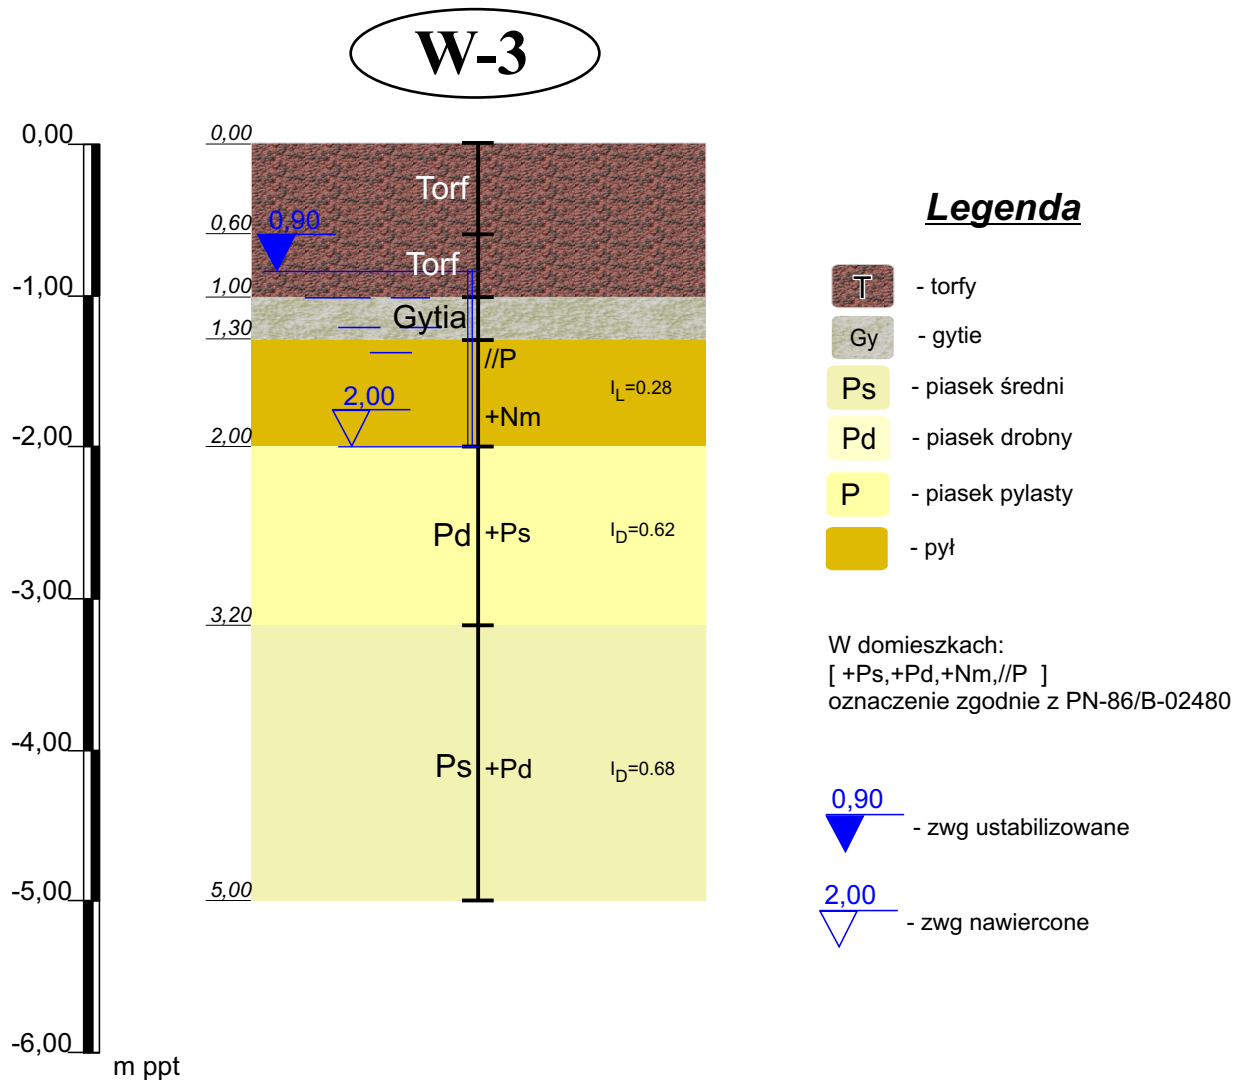 W-3
0,00
-1,00
-2,00
-3,00
-4,00
-5,00
-6,00
m ppt
0,00
0,60
1,00
1,30
2,00
3,20
5,00
Torf
0,90
Torf
Gytia
//P
I_L=0.28
2,00
+Nm
Pd +Ps
I_D=0.62
Ps +Pd
I_D=0.68
Legenda
T - torfy
Gy - gytie
Ps - piasek średni
Pd - piasek drobny
P - piasek pylasty
- pył
W domieszkach:
[ +Ps,+Pd,+Nm,//P ]
oznaczenie zgodnie z PN-86/B-02480
0,90
- zwg ustabilizowane
2,00
- zwg nawiercone